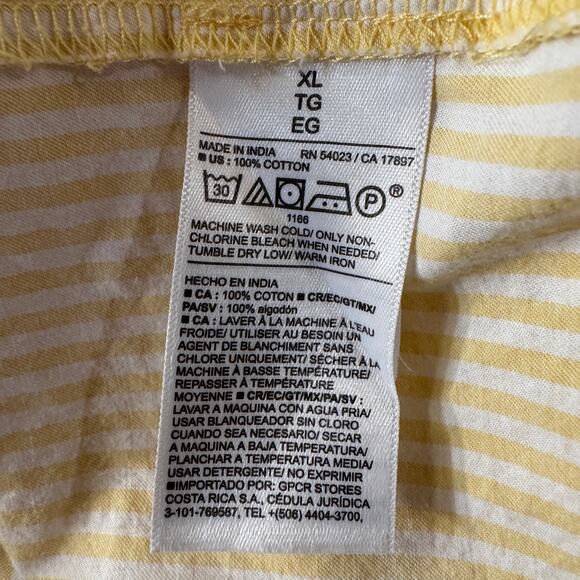 XL
TG
EG
MADE IN INDIA RN 54023 / CA 17897
■ US : 100% COTTON
30 P ®
1166
MACHINE WASH COLD/ ONLY NON-
CHLORINE BLEACH WHEN NEEDED/
TUMBLE DRY LOW/ WARM IRON
HECHO EN INDIA
■ CA : 100% COTON ■ CR/EC/GT/MX/
PA/SV : 100% algodón
■ CA : LAVER À LA MACHINE À L'EAU
FROIDE/ UTILISER AU BESOIN UN
AGENT DE BLANCHIMENT SANS
CHLORE UNIQUEMENT/ SÉCHER À LA
MACHINE À BASSE TEMPÉRATURE/
REPASSER À TEMPÉRATURE
MOYENNE ■ CR/EC/GT/MX/PA/SV :
LAVAR A MAQUINA CON AGUA FRIA/
USAR BLANQUEADOR SIN CLORO
CUANDO SEA NECESARIO/ SECAR
A MAQUINA A BAJA TEMPERATURA/
PLANCHAR A TEMPERATURA MEDIA/
USAR DETERGENTE/ NO EXPRIMIR
■IMPORTADO POR: GPCR STORES
COSTA RICA S.A., CÉDULA JURÍDICA
3-101-769587, TEL +(506) 4404-3700,